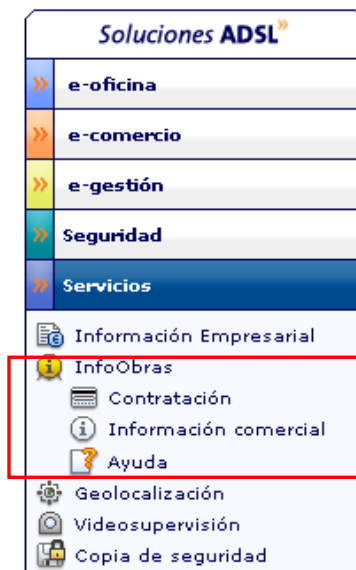 Soluciones ADSL»
» e-oficina
» e-comercio
» e-gestión
» Seguridad
» Servicios
Información Empresarial
InfoObras
Contratación
Información comercial
Ayuda
Geolocalización
Videosupervisión
Copia de seguridad